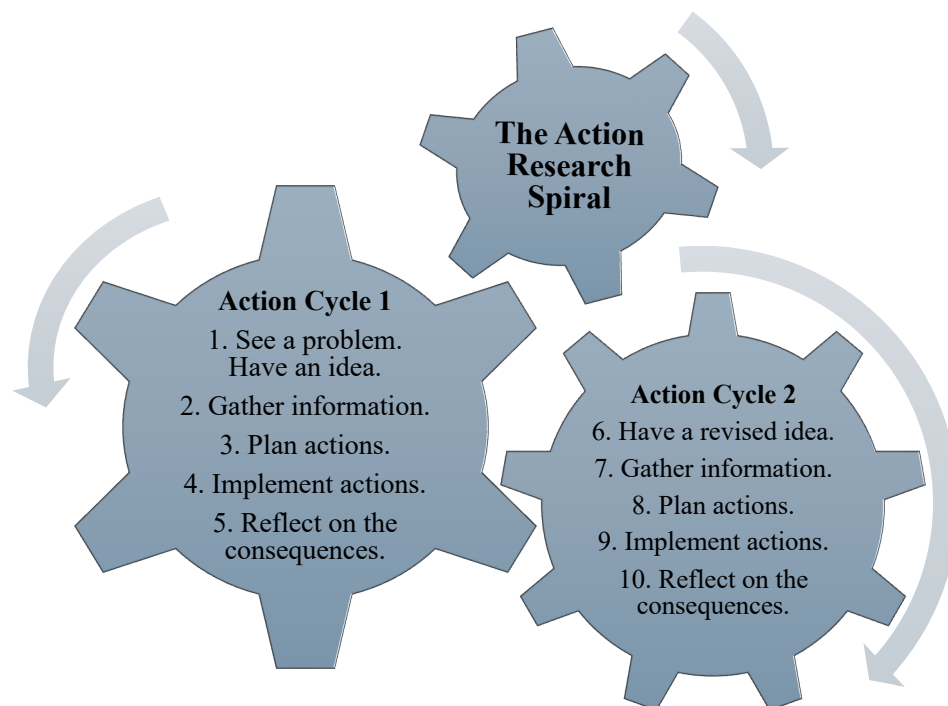 The Action
Research
Spiral
Action Cycle 1
1. See a problem.
Have an idea.
2. Gather information.
3. Plan actions.
4. Implement actions.
5. Reflect on the
consequences.
Action Cycle 2
6. Have a revised idea.
7. Gather information.
8. Plan actions.
9. Implement actions.
10. Reflect on the
consequences.